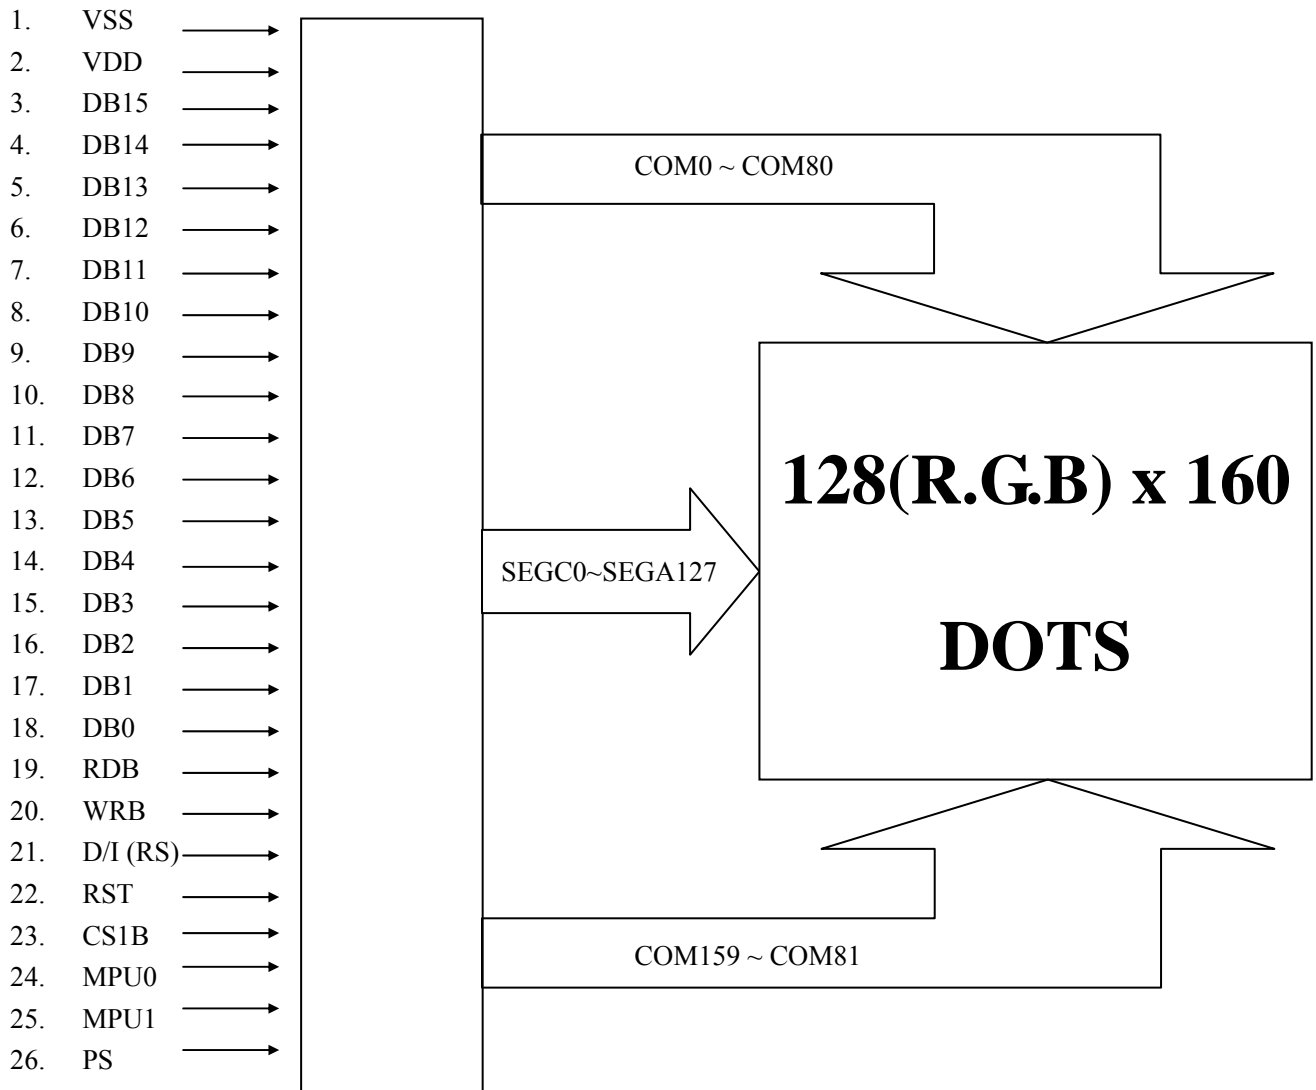 1. VSS
2. VDD
3. DB15
4. DB14
5. DB13
6. DB12
7. DB11
8. DB10
9. DB9
10. DB8
11. DB7
12. DB6
13. DB5
14. DB4
15. DB3
16. DB2
17. DB1
18. DB0
19. RDB
20. WRB
21. D/I (RS)
22. RST
23. CS1B
24. MPU0
25. MPU1
26. PS
COM0 ~ COM80
SEGC0~SEGA127
128(R.G.B) x 160
DOTS
COM159 ~ COM81